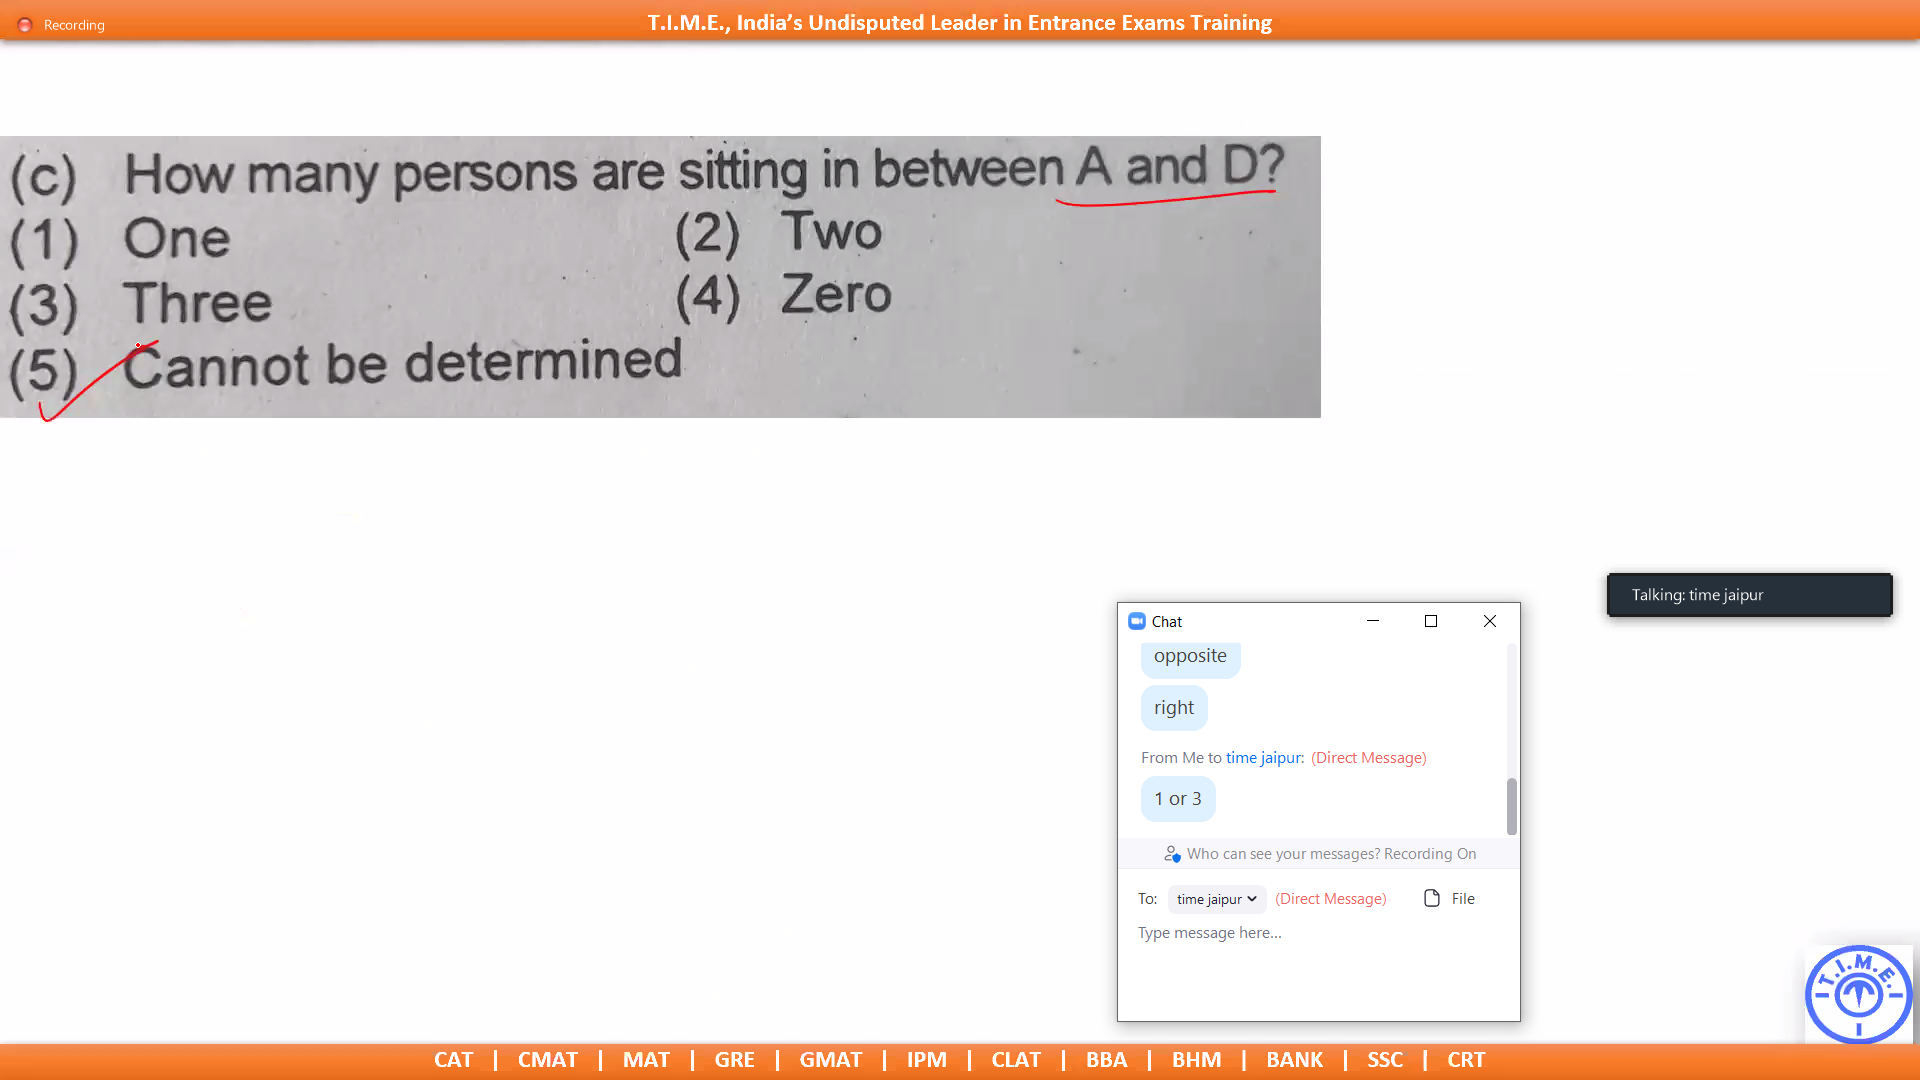 Recording
T.I.M.E., India’s Undisputed Leader in Entrance Exams Training
(c) How many persons are sitting in between A and D?
(1) One (2) Two
(3) Three (4) Zero
(5) Cannot be determined
Talking: time jaipur
Chat
opposite
right
From Me to time jaipur: (Direct Message)
1 or 3
Who can see your messages? Recording On
To: time jaipur (Direct Message) File
Type message here...
T.I.M.E.
CAT | CMAT | MAT | GRE | GMAT | IPM | CLAT | BBA | BHM | BANK | SSC | CRT